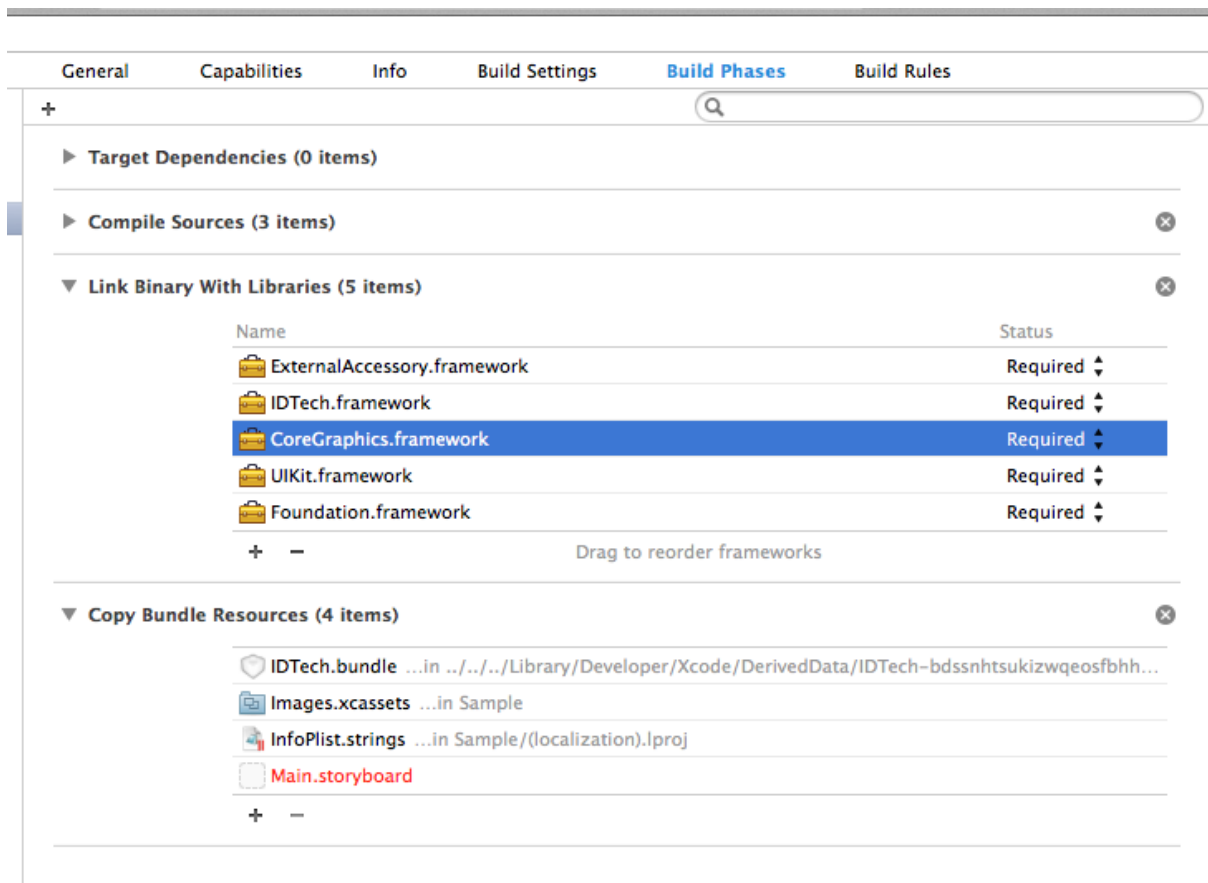 General Capabilities Info Build Settings Build Phases Build Rules
+
Target Dependencies (0 items)
Compile Sources (3 items)
Link Binary With Libraries (5 items)
Name Status
ExternalAccessory.framework Required
IDTech.framework Required
CoreGraphics.framework Required
UIKit.framework Required
Foundation.framework Required
+ − Drag to reorder frameworks
Copy Bundle Resources (4 items)
IDTech.bundle ...in ../../../Library/Developer/Xcode/DerivedData/IDTech-bdssnhtsukizwqeosfbhh...
Images.xcassets ...in Sample
InfoPlist.strings ...in Sample/(localization).lproj
Main.storyboard
+ −